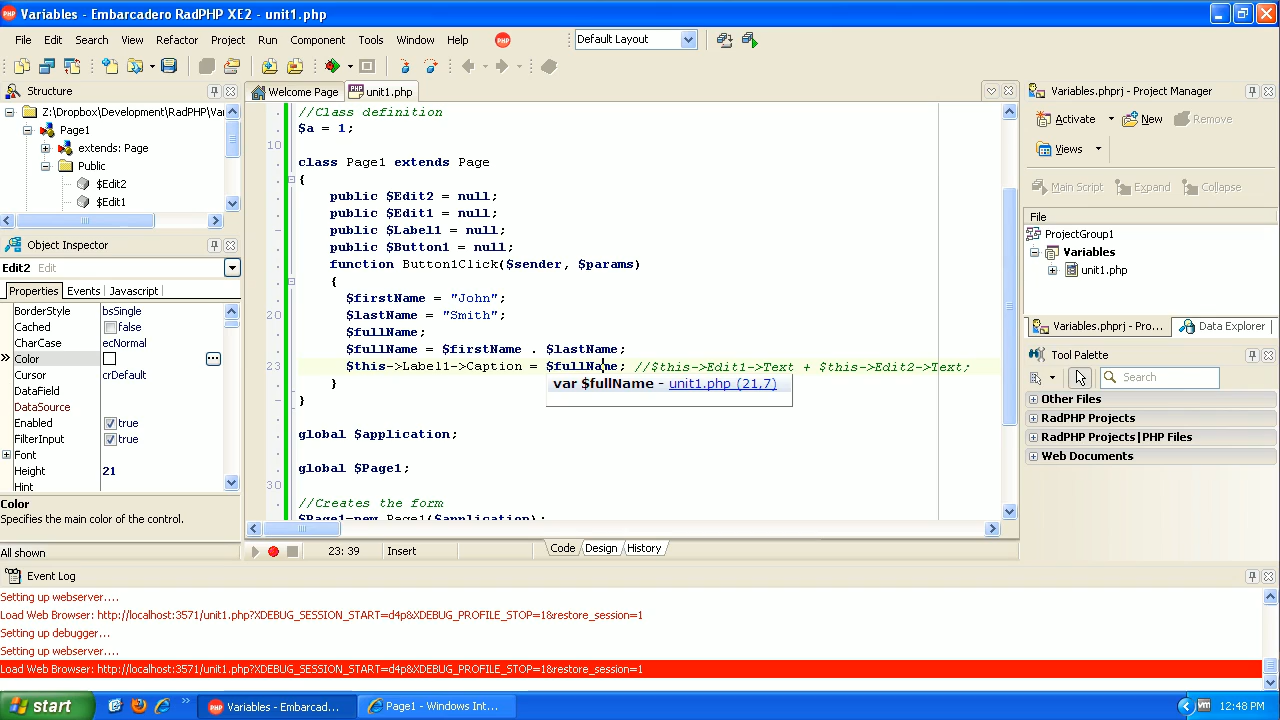 Variables - Embarcadero RadPHP XE2 - unit1.php
File Edit Search View Refactor Project Run Component Tools Window Help
Default Layout
Structure
Z:\Dropbox\Development\RadPHP\Var
Page1
extends: Page
Public
$Edit2
$Edit1
Object Inspector
Edit2 Edit
Properties Events Javascript
BorderStyle bsSingle
Cached false
CharCase ecNormal
Color
Cursor crDefault
DataField
DataSource
Enabled true
FilterInput true
Font
Height 21
Hint
Color
Specifies the main color of the control.
All shown
Welcome Page unit1.php
//Class definition
$a = 1;
10
class Page1 extends Page
{
public $Edit2 = null;
public $Edit1 = null;
public $Label1 = null;
public $Button1 = null;
function Button1Click($sender, $params)
{
$firstName = "John";
20 $lastName = "Smith";
$fullName;
$fullName = $firstName . $lastName;
23 $this->Label1->Caption = $fullName; //$this->Edit1->Text + $this->Edit2->Text;
var $fullName - unit1.php (21,7)
}
}
global $application;
global $Page1;
30
//Creates the form
$Page1=new Page1($application);
23: 39 Insert
Code Design History
Variables.phprj - Project Manager
Activate New Remove
Views
Main Script Expand Collapse
File
ProjectGroup1
Variables
unit1.php
Variables.phprj - Pro... Data Explorer
Tool Palette
Search
Other Files
RadPHP Projects
RadPHP Projects|PHP Files
Web Documents
Event Log
Setting up webserver....
Load Web Browser: http://localhost:3571/unit1.php?XDEBUG_SESSION_START=d4p&XDEBUG_PROFILE_STOP=1&restore_session=1
Setting up debugger...
Setting up webserver....
Load Web Browser: http://localhost:3571/unit1.php?XDEBUG_SESSION_START=d4p&XDEBUG_PROFILE_STOP=1&restore_session=1
start
Variables - Embarcad...
Page1 - Windows Int...
12:48 PM